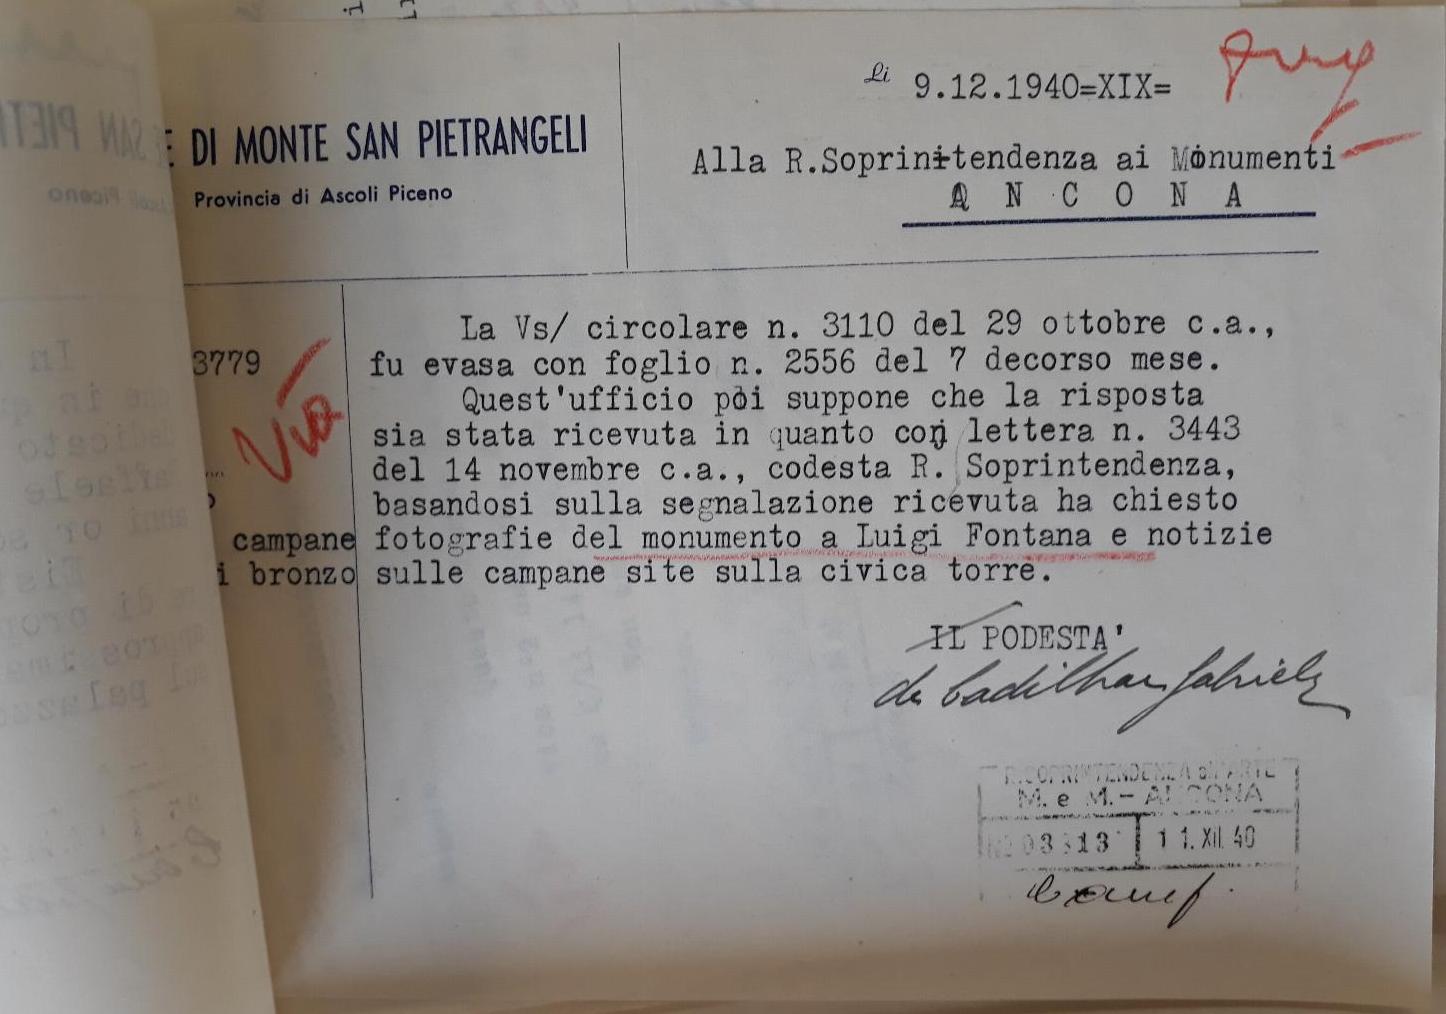 DI MONTE SAN PIETRANGELI
Provincia di Ascoli Piceno
Li 9.12.1940=XIX=
Alla R.Soprintendenza ai Monumenti
A N C O N A
3779
campane
i bronzo
La Vs/ circolare n. 3110 del 29 ottobre c.a.,
fu evasa con foglio n. 2556 del 7 decorso mese.
Quest'ufficio poi suppone che la risposta
sia stata ricevuta in quanto con lettera n. 3443
del 14 novembre c.a., codesta R. Soprintendenza,
basandosi sulla segnalazione ricevuta ha chiesto
fotografie del monumento a Luigi Fontana e notizie
sulle campane site sulla civica torre.
IL PODESTA'
R.SOPRINTENDENZA all'ARTE
M. e M. - ANCONA
11.XII.40